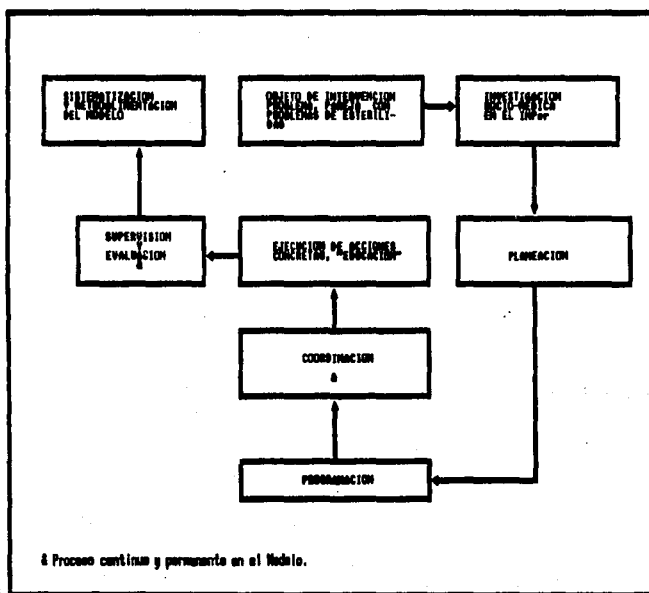 SISTEMATIZACION
Y RETROALIMENTACION
DEL MODELO
OBJETO DE INTERVENCION
PROBLEMA, PAREJA CON
PROBLEMAS DE ESTERILI-
DAD
INVESTIGACION
SOCIO-MEDICA
EN EL INPer
SUPERVISION
Y
EVALUACION
&
EJECUCION DE ACCIONES
CONCRETAS, "EDUCACION"
PLANEACION
COORDINACION
&
PROGRAMACION
& Proceso continuo y permanente en el Modelo.